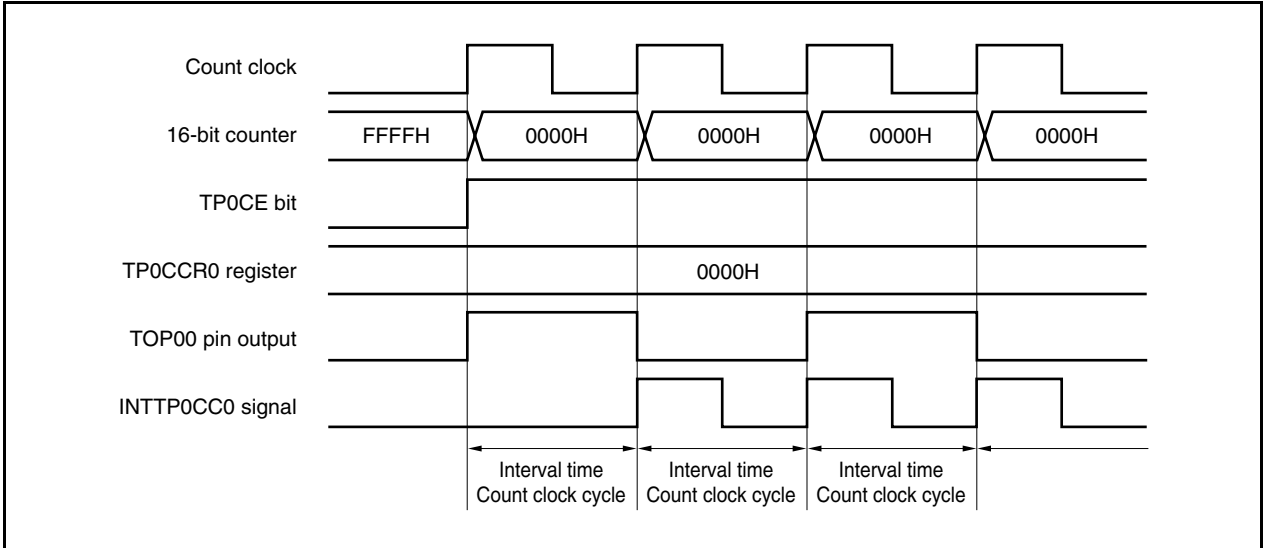 Count clock
16-bit counter
FFFFH
0000H
0000H
0000H
0000H
TP0CE bit
TP0CCR0 register
0000H
TOP00 pin output
INTTP0CC0 signal
Interval time
Count clock cycle
Interval time
Count clock cycle
Interval time
Count clock cycle